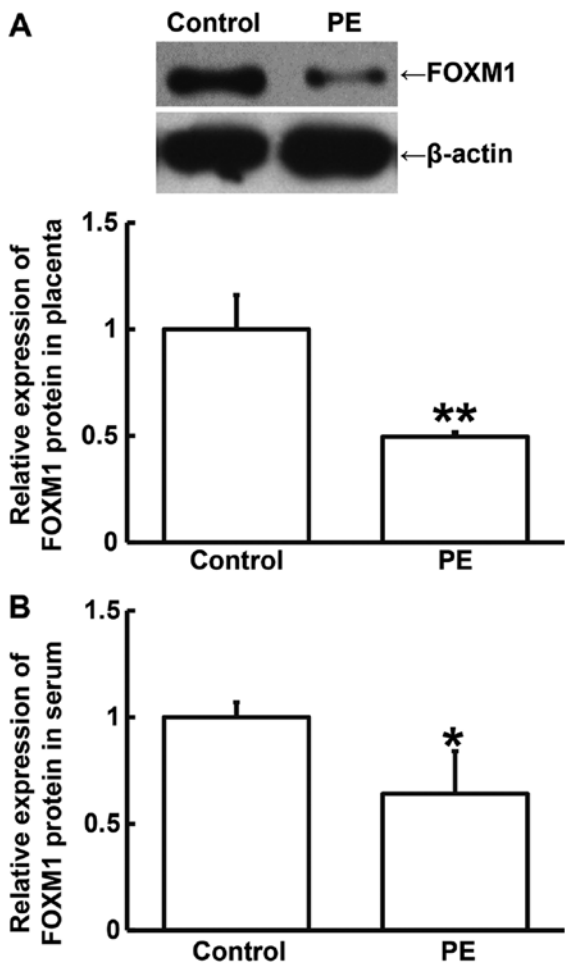 A
Control PE
←FOXM1
←β-actin
Relative expression of
FOXM1 protein in placenta
1.5
1
0.5
0
**
Control PE
B
Relative expression of
FOXM1 protein in serum
1.5
1
0.5
0
*
Control PE